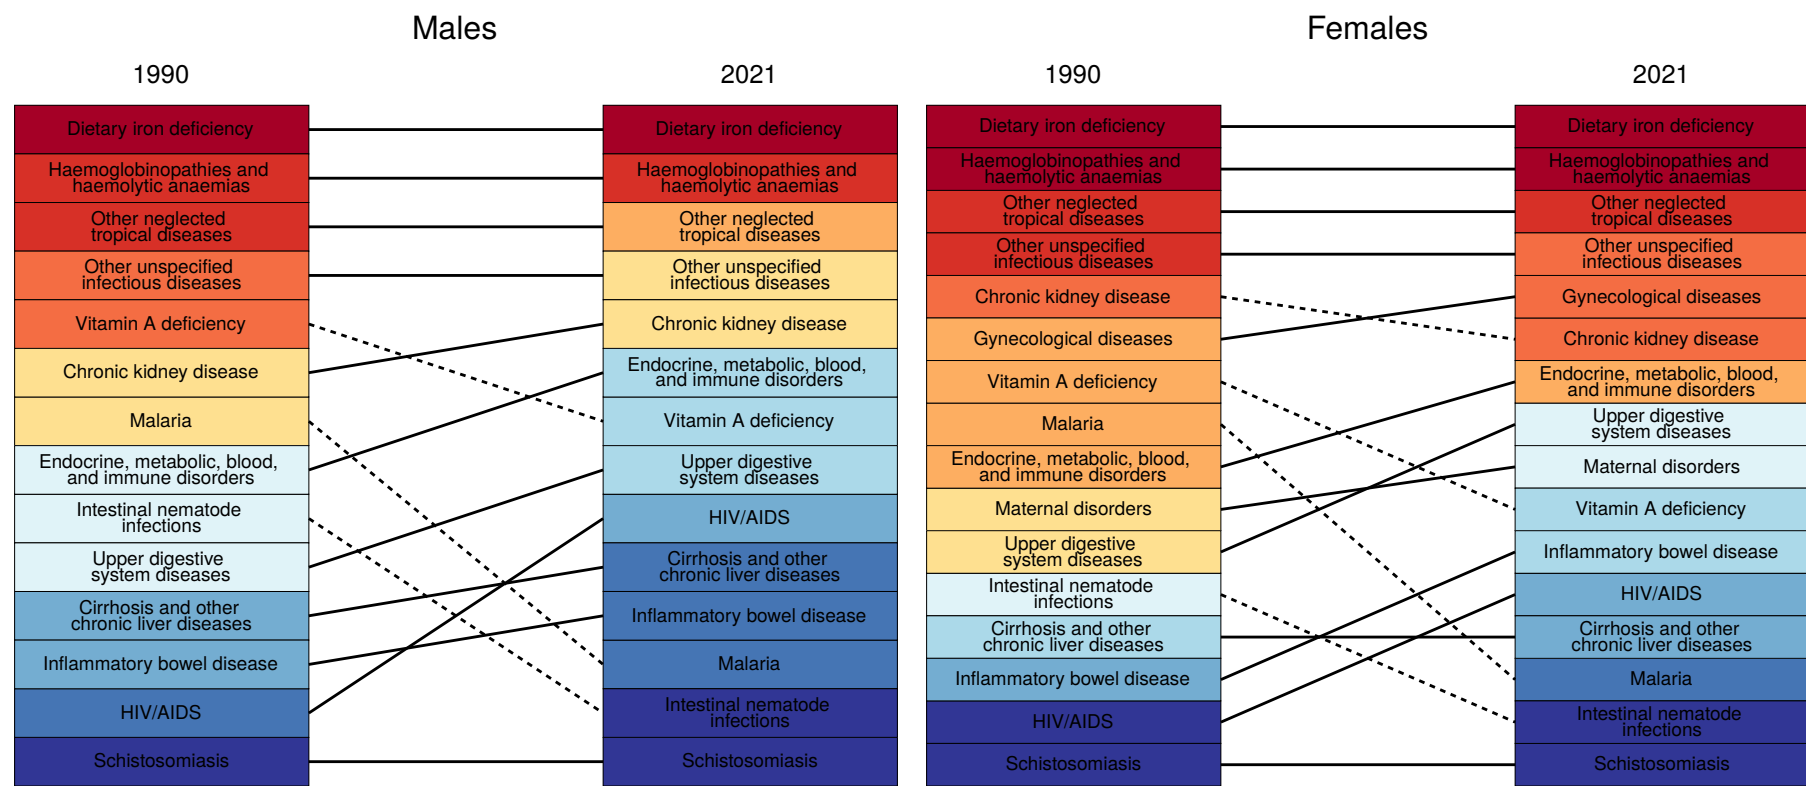 Males
1990
2021
Dietary iron deficiency
Haemoglobinopathies and
haemolytic anaemias
Other neglected
tropical diseases
Other unspecified
infectious diseases
Vitamin A deficiency
Chronic kidney disease
Malaria
Endocrine, metabolic, blood,
and immune disorders
Intestinal nematode
infections
Upper digestive
system diseases
Cirrhosis and other
chronic liver diseases
Inflammatory bowel disease
HIV/AIDS
Schistosomiasis
Dietary iron deficiency
Haemoglobinopathies and
haemolytic anaemias
Other neglected
tropical diseases
Other unspecified
infectious diseases
Chronic kidney disease
Endocrine, metabolic, blood,
and immune disorders
Vitamin A deficiency
Upper digestive
system diseases
HIV/AIDS
Cirrhosis and other
chronic liver diseases
Inflammatory bowel disease
Malaria
Intestinal nematode
infections
Schistosomiasis
Females
1990
2021
Dietary iron deficiency
Haemoglobinopathies and
haemolytic anaemias
Other neglected
tropical diseases
Other unspecified
infectious diseases
Chronic kidney disease
Gynecological diseases
Vitamin A deficiency
Malaria
Endocrine, metabolic, blood,
and immune disorders
Maternal disorders
Upper digestive
system diseases
Intestinal nematode
infections
Cirrhosis and other
chronic liver diseases
Inflammatory bowel disease
HIV/AIDS
Schistosomiasis
Dietary iron deficiency
Haemoglobinopathies and
haemolytic anaemias
Other neglected
tropical diseases
Other unspecified
infectious diseases
Gynecological diseases
Chronic kidney disease
Endocrine, metabolic, blood,
and immune disorders
Upper digestive
system diseases
Maternal disorders
Vitamin A deficiency
Inflammatory bowel disease
HIV/AIDS
Cirrhosis and other
chronic liver diseases
Malaria
Intestinal nematode
infections
Schistosomiasis